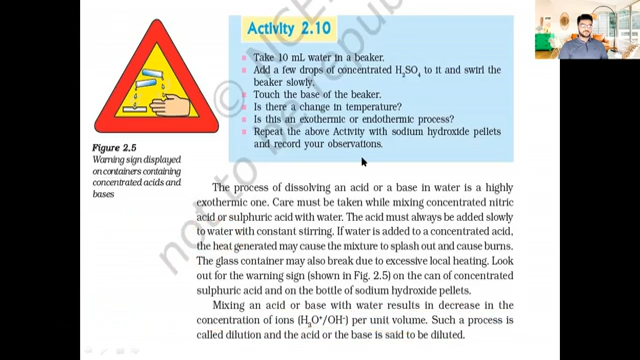 Activity 2.10
Take 10 mL water in a beaker.
Add a few drops of concentrated H₂SO₄ to it and swirl the
beaker slowly.
Touch the base of the beaker.
Is there a change in temperature?
Is this an exothermic or endothermic process?
Repeat the above Activity with sodium hydroxide pellets
and record your observations.
Figure 2.5
Warning sign displayed
on containers containing
concentrated acids and
bases
The process of dissolving an acid or a base in water is a highly
exothermic one. Care must be taken while mixing concentrated nitric
acid or sulphuric acid with water. The acid must always be added slowly
to water with constant stirring. If water is added to a concentrated acid,
the heat generated may cause the mixture to splash out and cause burns.
The glass container may also break due to excessive local heating. Look
out for the warning sign (shown in Fig. 2.5) on the can of concentrated
sulphuric acid and on the bottle of sodium hydroxide pellets.
Mixing an acid or base with water results in decrease in the
concentration of ions (H₃O⁺/OH⁻) per unit volume. Such a process is
called dilution and the acid or the base is said to be diluted.
not to be republ